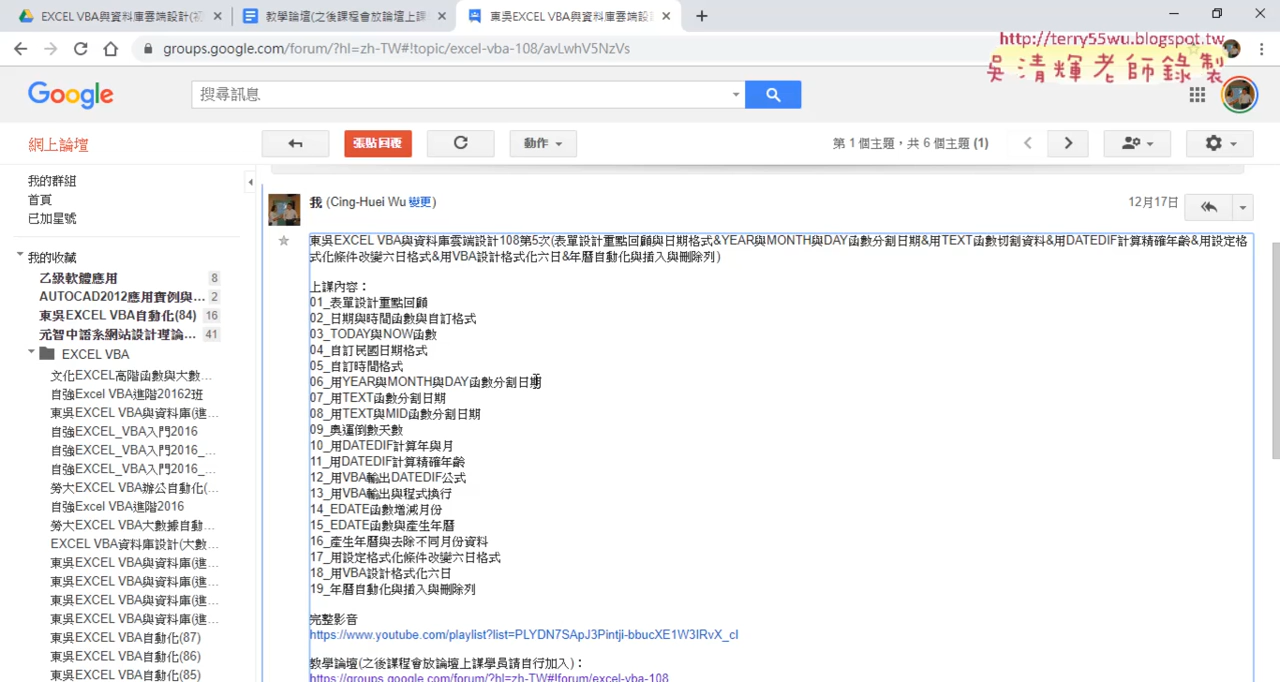 EXCEL VBA與資料庫雲端設計(初
教學論壇(之後課程會放論壇上課
東吳EXCEL VBA與資料庫雲端設
groups.google.com/forum/?hl=zh-TW#!topic/excel-vba-108/avLwhV5NzVs
http://terry55wu.blogspot.tw
吳清輝老師錄製
Google
搜尋訊息
網上論壇
張貼回覆
動作
第 1 個主題，共 6 個主題 (1)
我的群組
首頁
已加星號
我的收藏
乙級軟體應用 8
AUTOCAD2012應用實例與... 2
東吳EXCEL VBA自動化(84) 16
元智中語系網站設計理論... 41
EXCEL VBA
文化EXCEL高階函數與大數...
自強Excel VBA進階20162班
東吳EXCEL VBA與資料庫(進...
自強EXCEL_VBA入門2016
自強EXCEL_VBA入門2016_...
自強EXCEL_VBA入門2016_...
勞大EXCEL VBA辦公自動化(...
自強Excel VBA進階2016
勞大EXCEL VBA大數據自動...
EXCEL VBA資料庫設計(大數...
東吳EXCEL VBA與資料庫(進...
東吳EXCEL VBA與資料庫(進...
東吳EXCEL VBA與資料庫(進...
東吳EXCEL VBA與資料庫(進...
東吳EXCEL VBA自動化(87)
東吳EXCEL VBA自動化(86)
東吳EXCEL VBA自動化(85)
我 (Cing-Huei Wu 變更)
12月17日
東吳EXCEL VBA與資料庫雲端設計108第5次(表單設計重點回顧與日期格式&YEAR與MONTH與DAY函數分割日期&用TEXT函數切割資料&用DATEDIF計算精確年齡&用設定格
式化條件改變六日格式&用VBA設計格式化六日&年曆自動化與插入與刪除列)
上課內容：
01_表單設計重點回顧
02_日期與時間函數與自訂格式
03_TODAY與NOW函數
04_自訂民國日期格式
05_自訂時間格式
06_用YEAR與MONTH與DAY函數分割日期
07_用TEXT函數分割日期
08_用TEXT與MID函數分割日期
09_奧運倒數天數
10_用DATEDIF計算年與月
11_用DATEDIF計算精確年齡
12_用VBA輸出DATEDIF公式
13_用VBA輸出與程式換行
14_EDATE函數增減月份
15_EDATE函數與產生年曆
16_產生年曆與去除不同月份資料
17_用設定格式化條件改變六日格式
18_用VBA設計格式化六日
19_年曆自動化與插入與刪除列
完整影音
https://www.youtube.com/playlist?list=PLYDN7SApJ3Pintji-bbucXE1W3IRvX_cI
教學論壇(之後課程會放論壇上課學員請自行加入)：
https://groups.google.com/forum/?hl=zh-TW#!forum/excel-vba-108